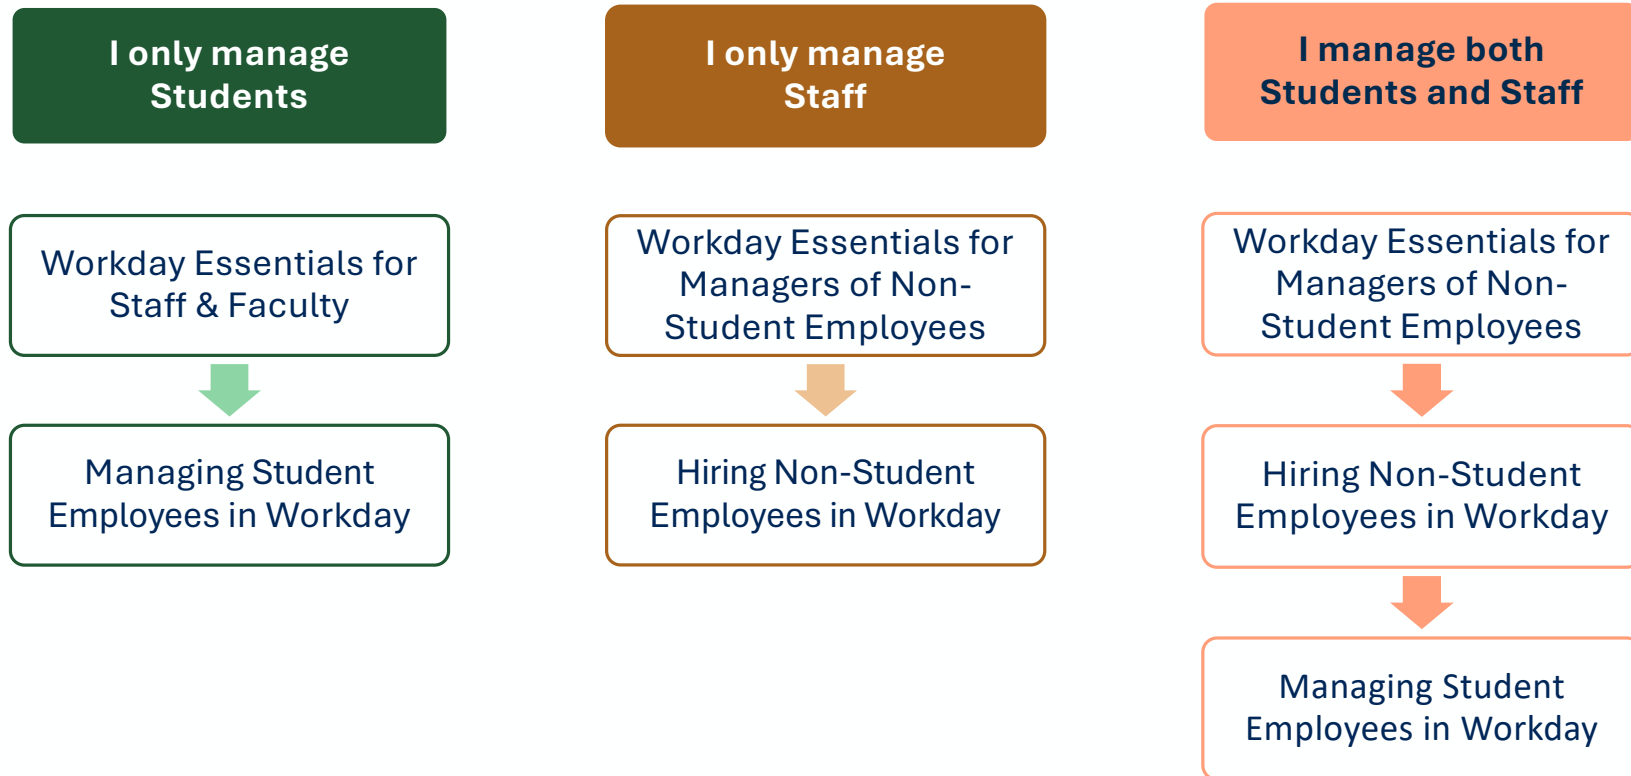 I only manage
Students
Workday Essentials for
Staff & Faculty
Managing Student
Employees in Workday
I only manage
Staff
Workday Essentials for
Managers of Non-
Student Employees
Hiring Non-Student
Employees in Workday
I manage both
Students and Staff
Workday Essentials for
Managers of Non-
Student Employees
Hiring Non-Student
Employees in Workday
Managing Student
Employees in Workday